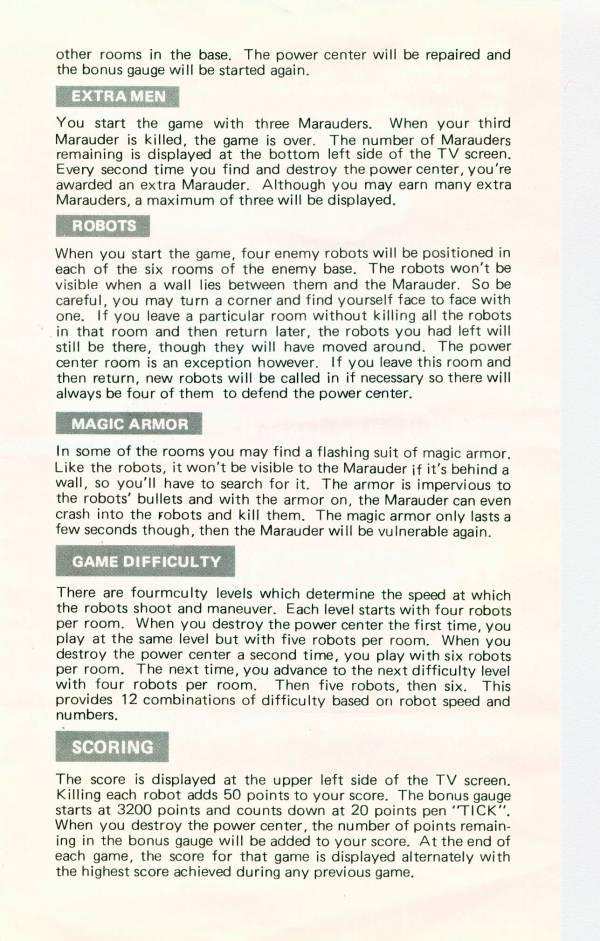 other rooms in the base. The power center will be repaired and
the bonus gauge will be started again.
EXTRA MEN
You start the game with three Marauders. When your third
Marauder is killed, the game is over. The number of Marauders
remaining is displayed at the bottom left side of the TV screen.
Every second time you find and destroy the power center, you're
awarded an extra Marauder. Although you may earn many extra
Marauders, a maximum of three will be displayed.
ROBOTS
When you start the game, four enemy robots will be positioned in
each of the six rooms of the enemy base. The robots won't be
visible when a wall lies between them and the Marauder. So be
careful, you may turn a corner and find yourself face to face with
one. If you leave a particular room without killing all the robots
in that room and then return later, the robots you had left will
still be there, though they will have moved around. The power
center room is an exception however. If you leave this room and
then return, new robots will be called in if necessary so there will
always be four of them to defend the power center.
MAGIC ARMOR
In some of the rooms you may find a flashing suit of magic armor.
Like the robots, it won't be visible to the Marauder if it's behind a
wall, so you'll have to search for it. The armor is impervious to
the robots' bullets and with the armor on, the Marauder can even
crash into the robots and kill them. The magic armor only lasts a
few seconds though, then the Marauder will be vulnerable again.
GAME DIFFICULTY
There are fourmculty levels which determine the speed at which
the robots shoot and maneuver. Each level starts with four robots
per room. When you destroy the power center the first time, you
play at the same level but with five robots per room. When you
destroy the power center a second time, you play with six robots
per room. The next time, you advance to the next difficulty level
with four robots per room. Then five robots, then six. This
provides 12 combinations of difficulty based on robot speed and
numbers.
SCORING
The score is displayed at the upper left side of the TV screen.
Killing each robot adds 50 points to your score. The bonus gauge
starts at 3200 points and counts down at 20 points pen "TICK".
When you destroy the power center, the number of points remain-
ing in the bonus gauge will be added to your score. At the end of
each game, the score for that game is displayed alternately with
the highest score achieved during any previous game.